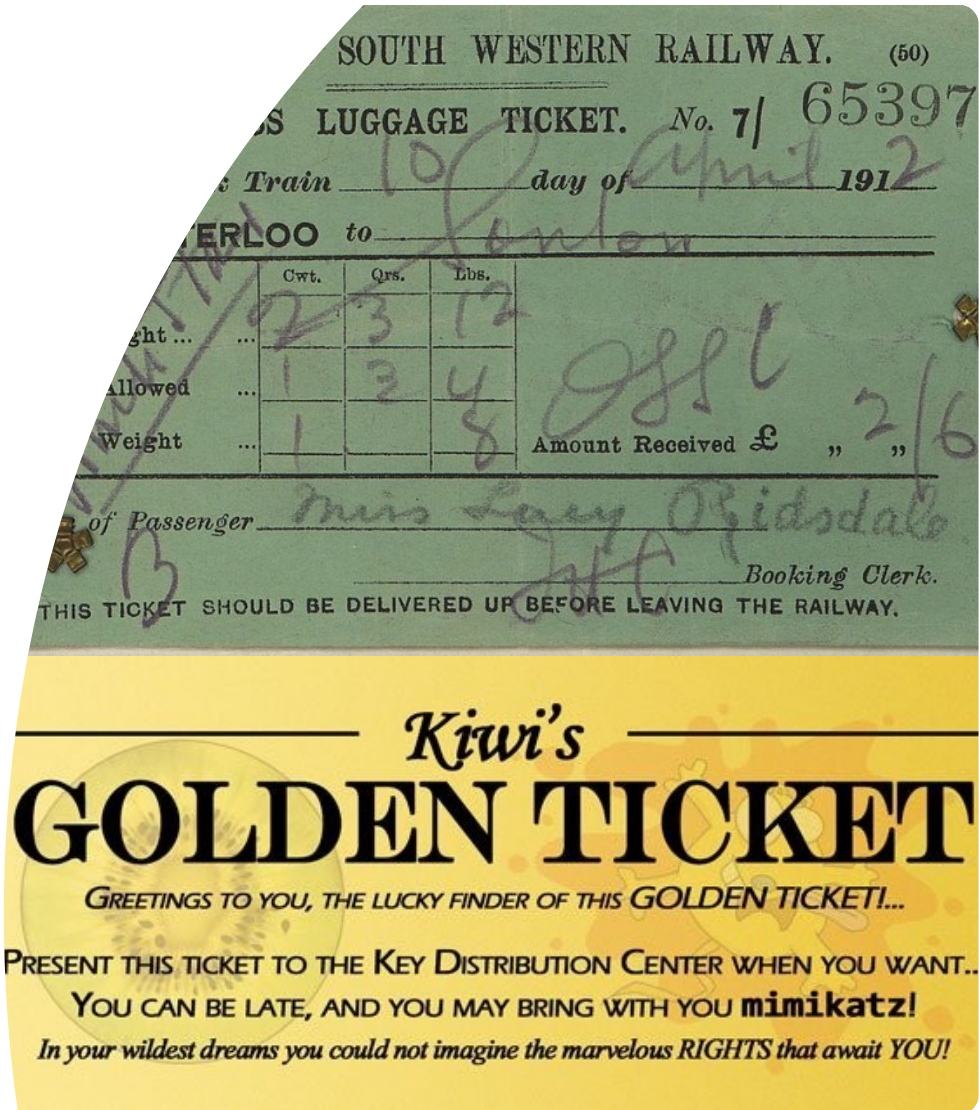 SOUTH WESTERN RAILWAY. (50)
SS LUGGAGE TICKET. No. 7/ 65397
Train 10 day of April 1912
TERLOO to
Cwt. Qrs. Lbs.
ght ... ... 2 3 12
Allowed ... 1 3 4
Weight ... 1 8
Amount Received £ „ 2 „ /6
of Passenger Miss Lucy Ridsdale
B
Booking Clerk.
THIS TICKET SHOULD BE DELIVERED UP BEFORE LEAVING THE RAILWAY.
Kiwi's
GOLDEN TICKET
GREETINGS TO YOU, THE LUCKY FINDER OF THIS GOLDEN TICKET!...
PRESENT THIS TICKET TO THE KEY DISTRIBUTION CENTER WHEN YOU WANT...
YOU CAN BE LATE, AND YOU MAY BRING WITH YOU mimikatz!
In your wildest dreams you could not imagine the marvelous RIGHTS that await YOU!